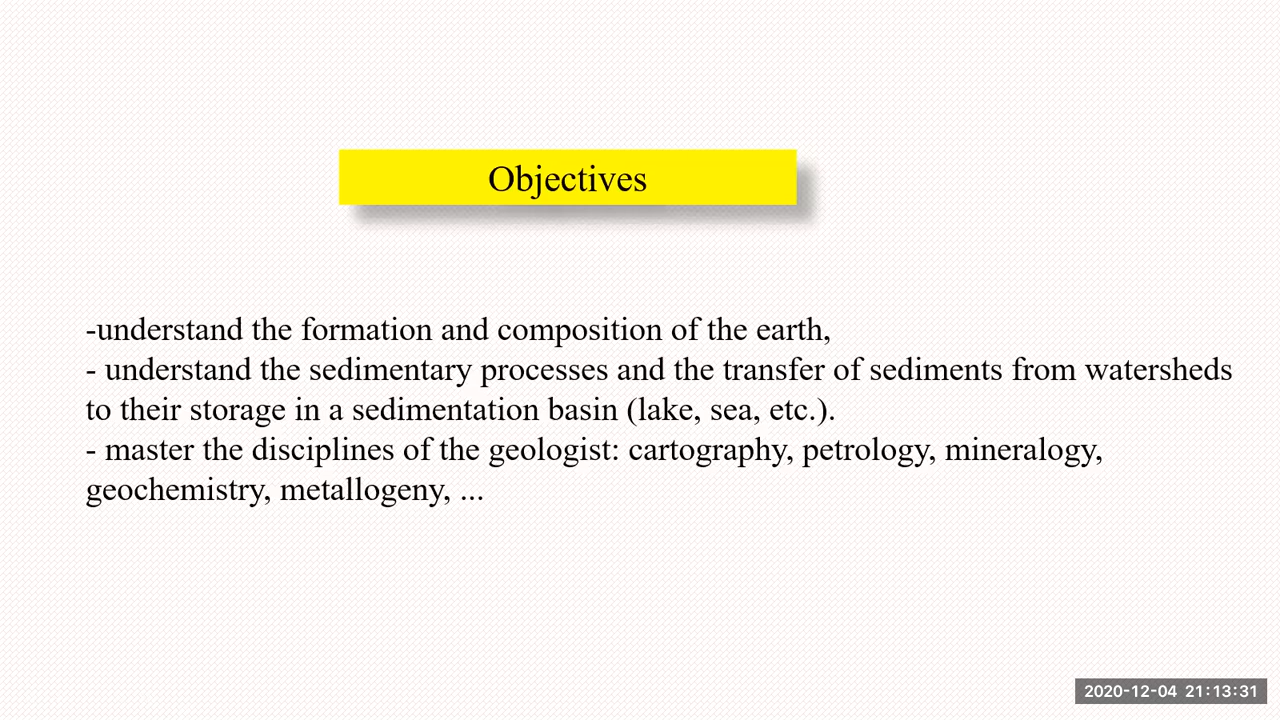 Objectives
-understand the formation and composition of the earth,
- understand the sedimentary processes and the transfer of sediments from watersheds
to their storage in a sedimentation basin (lake, sea, etc.).
- master the disciplines of the geologist: cartography, petrology, mineralogy,
geochemistry, metallogeny, ...
2020-12-04 21:13:31